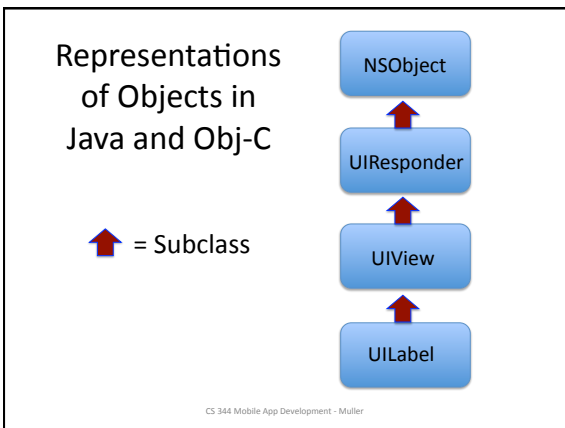 Representations
of Objects in
Java and Obj-C
= Subclass
NSObject
UIResponder
UIView
UILabel
CS 344 Mobile App Development - Muller